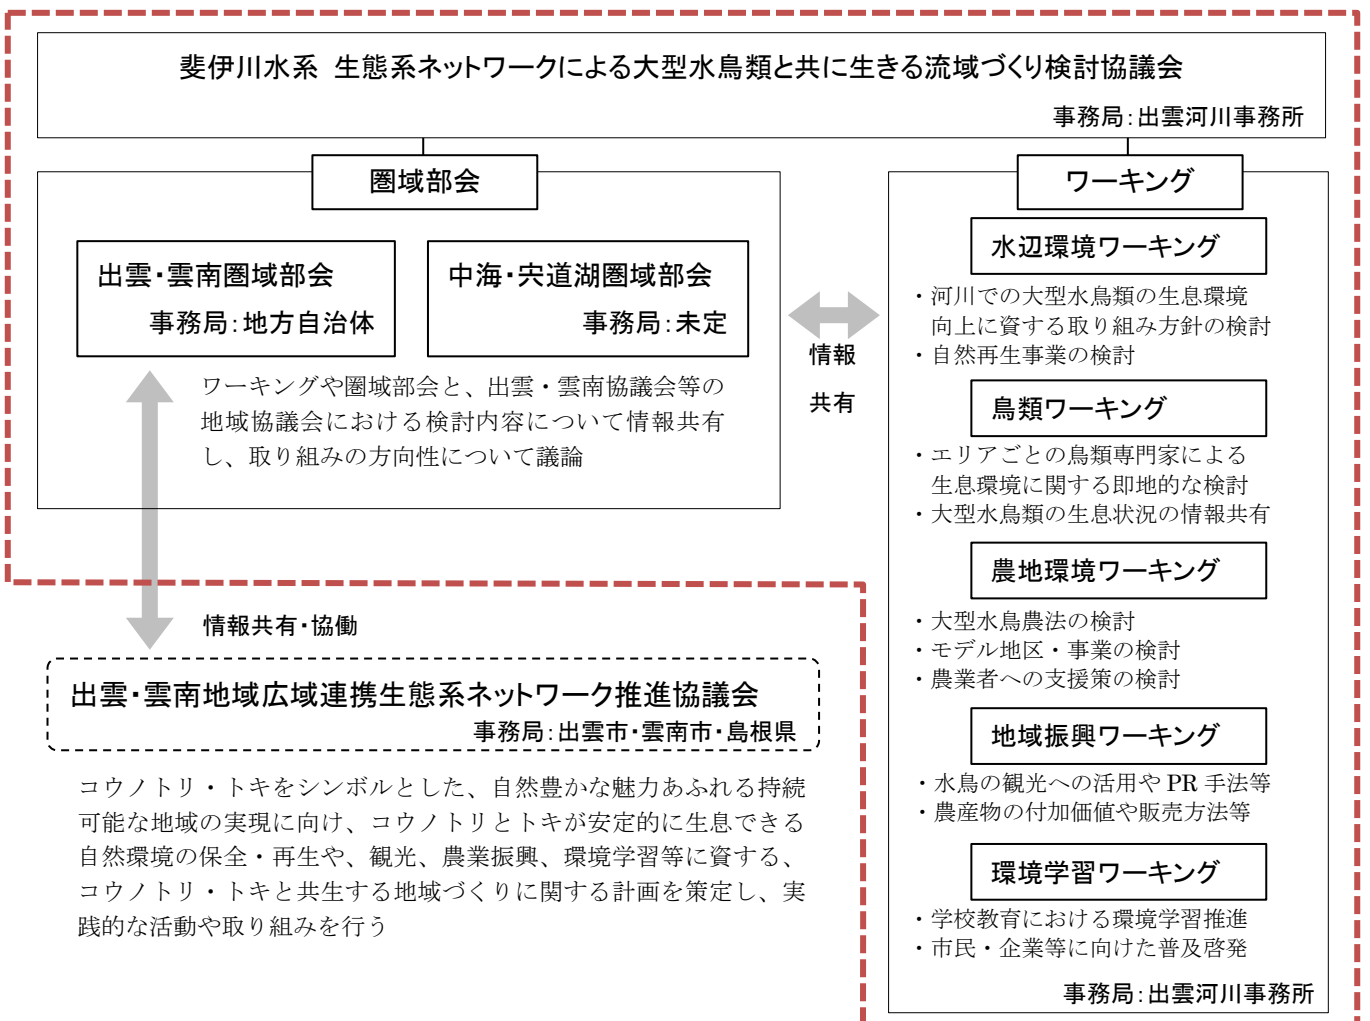 斐伊川水系 生態系ネットワークによる大型水鳥類と共に生きる流域づくり検討協議会
事務局：出雲河川事務所
圏域部会
出雲・雲南圏域部会
事務局：地方自治体
中海・宍道湖圏域部会
事務局：未定
ワーキングや圏域部会と、出雲・雲南協議会等の
地域協議会における検討内容について情報共有
し、取り組みの方向性について議論
情報
共有
ワーキング
水辺環境ワーキング
・河川での大型水鳥類の生息環境
向上に資する取り組み方針の検討
・自然再生事業の検討
鳥類ワーキング
・エリアごとの鳥類専門家による
生息環境に関する即地的な検討
・大型水鳥類の生息状況の情報共有
農地環境ワーキング
・大型水鳥農法の検討
・モデル地区・事業の検討
・農業者への支援策の検討
地域振興ワーキング
・水鳥の観光への活用や PR 手法等
・農産物の付加価値や販売方法等
環境学習ワーキング
・学校教育における環境学習推進
・市民・企業等に向けた普及啓発
事務局：出雲河川事務所
情報共有・協働
出雲・雲南地域広域連携生態系ネットワーク推進協議会
事務局：出雲市・雲南市・島根県
コウノトリ・トキをシンボルとした、自然豊かな魅力あふれる持続
可能な地域の実現に向け、コウノトリとトキが安定的に生息できる
自然環境の保全・再生や、観光、農業振興、環境学習等に資する、
コウノトリ・トキと共生する地域づくりに関する計画を策定し、実
践的な活動や取り組みを行う